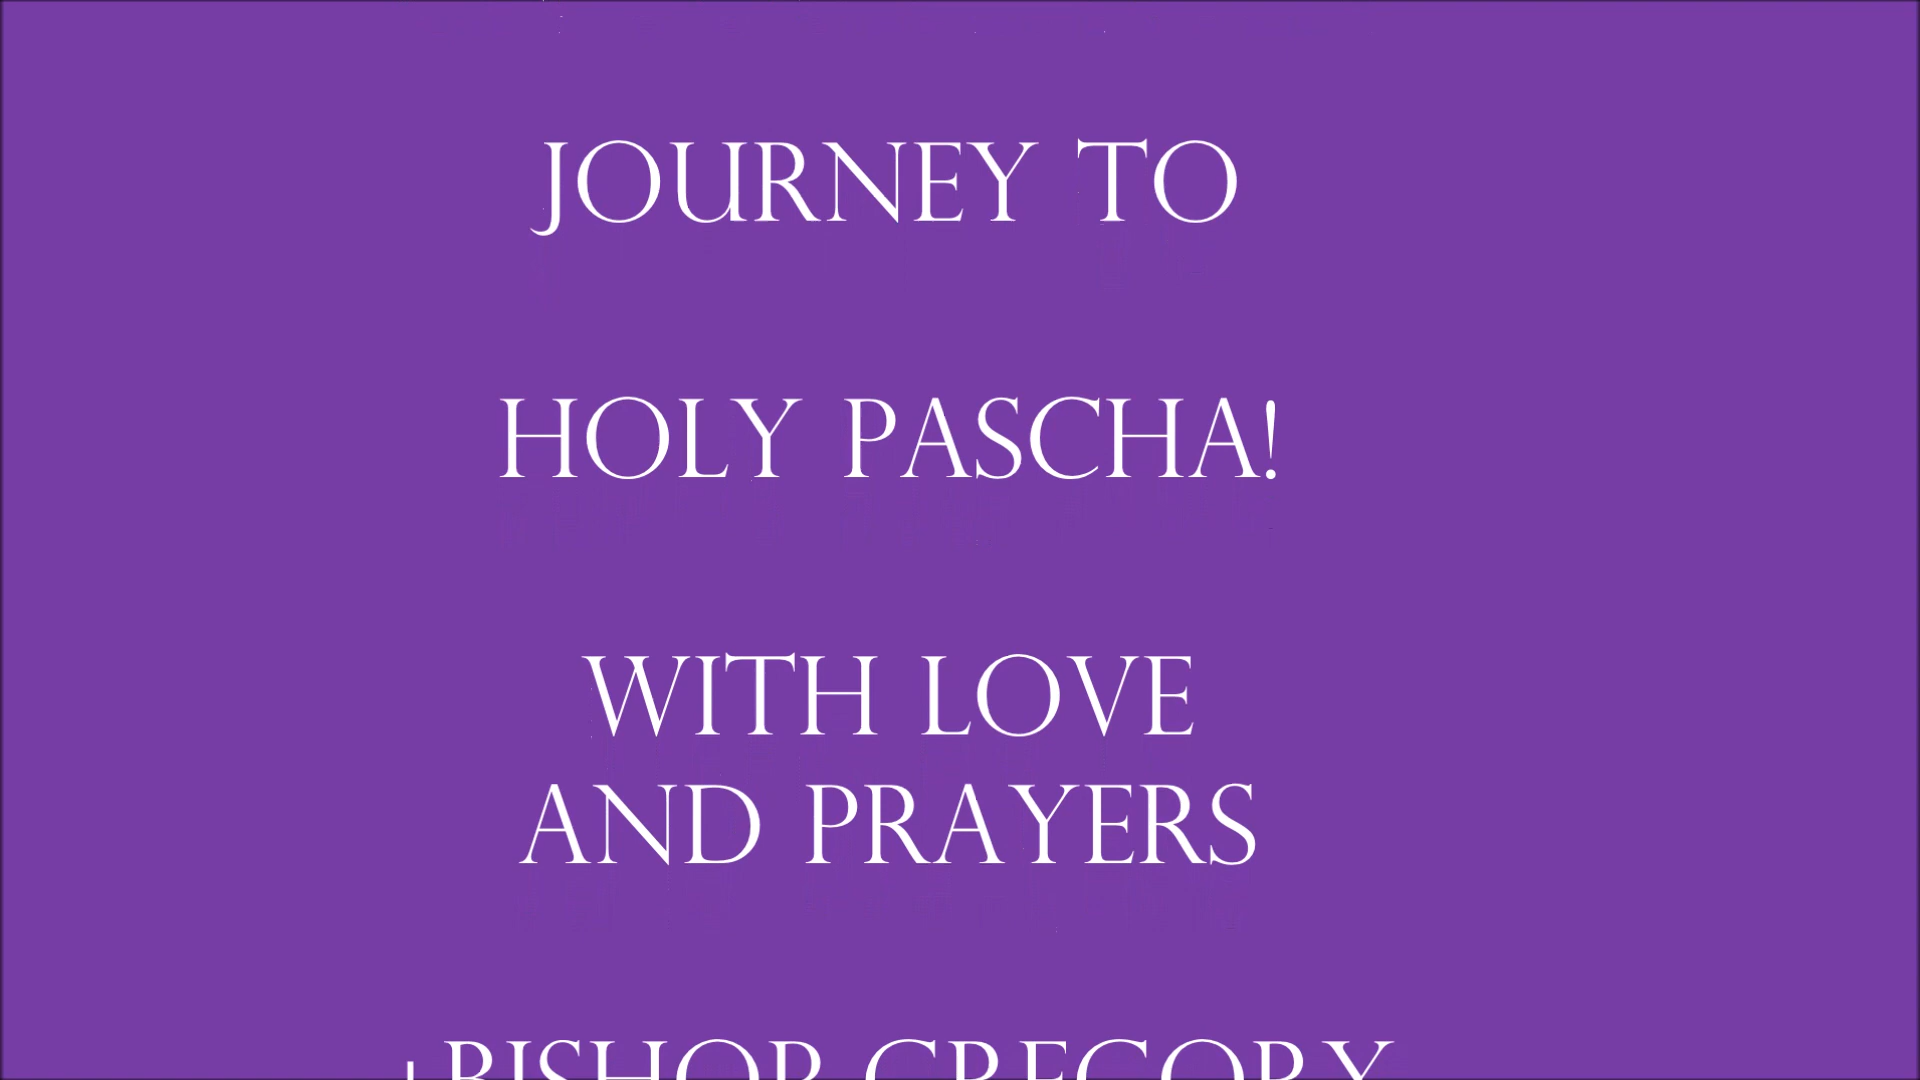 JOURNEY TO
HOLY PASCHA!
WITH LOVE
AND PRAYERS
+BISHOP GREGORY